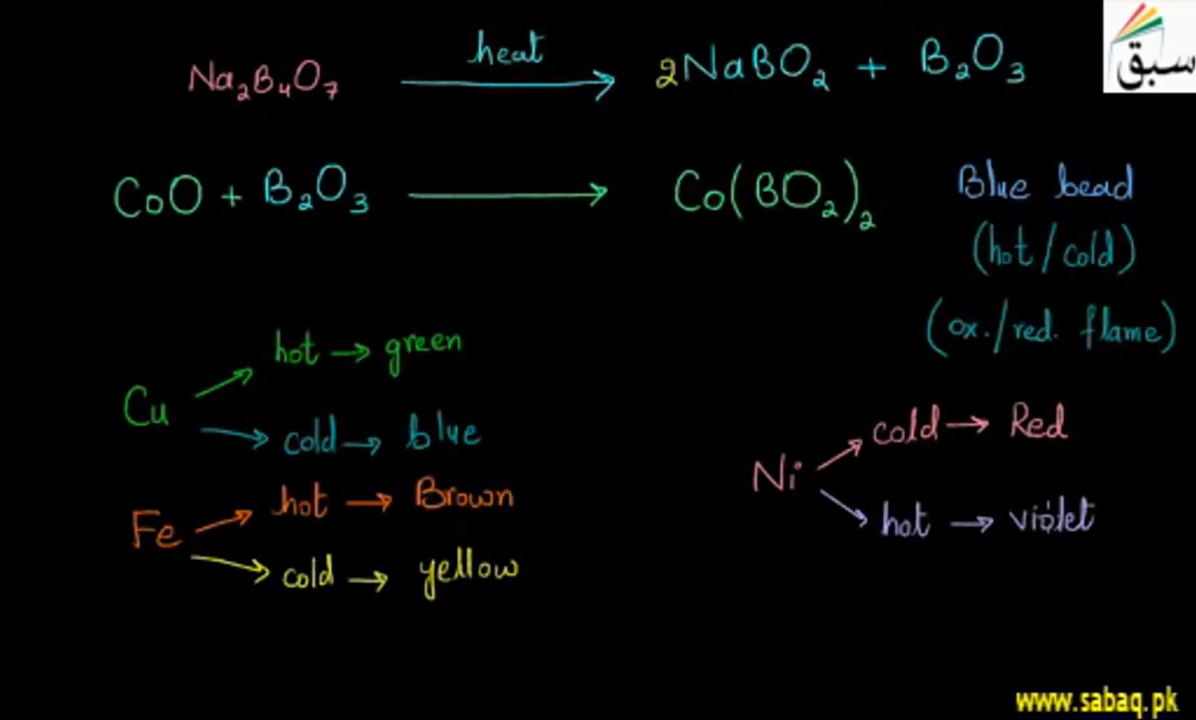 Na₂B₄O₇ heat → 2NaBO₂ + B₂O₃
سبق
CoO + B₂O₃ → Co(BO₂)₂ Blue bead
(hot/cold)
(ox./red. flame)
Cu
hot → green
cold → blue
Fe
hot → Brown
cold → yellow
Ni
cold → Red
hot → violet
www.sabaq.pk